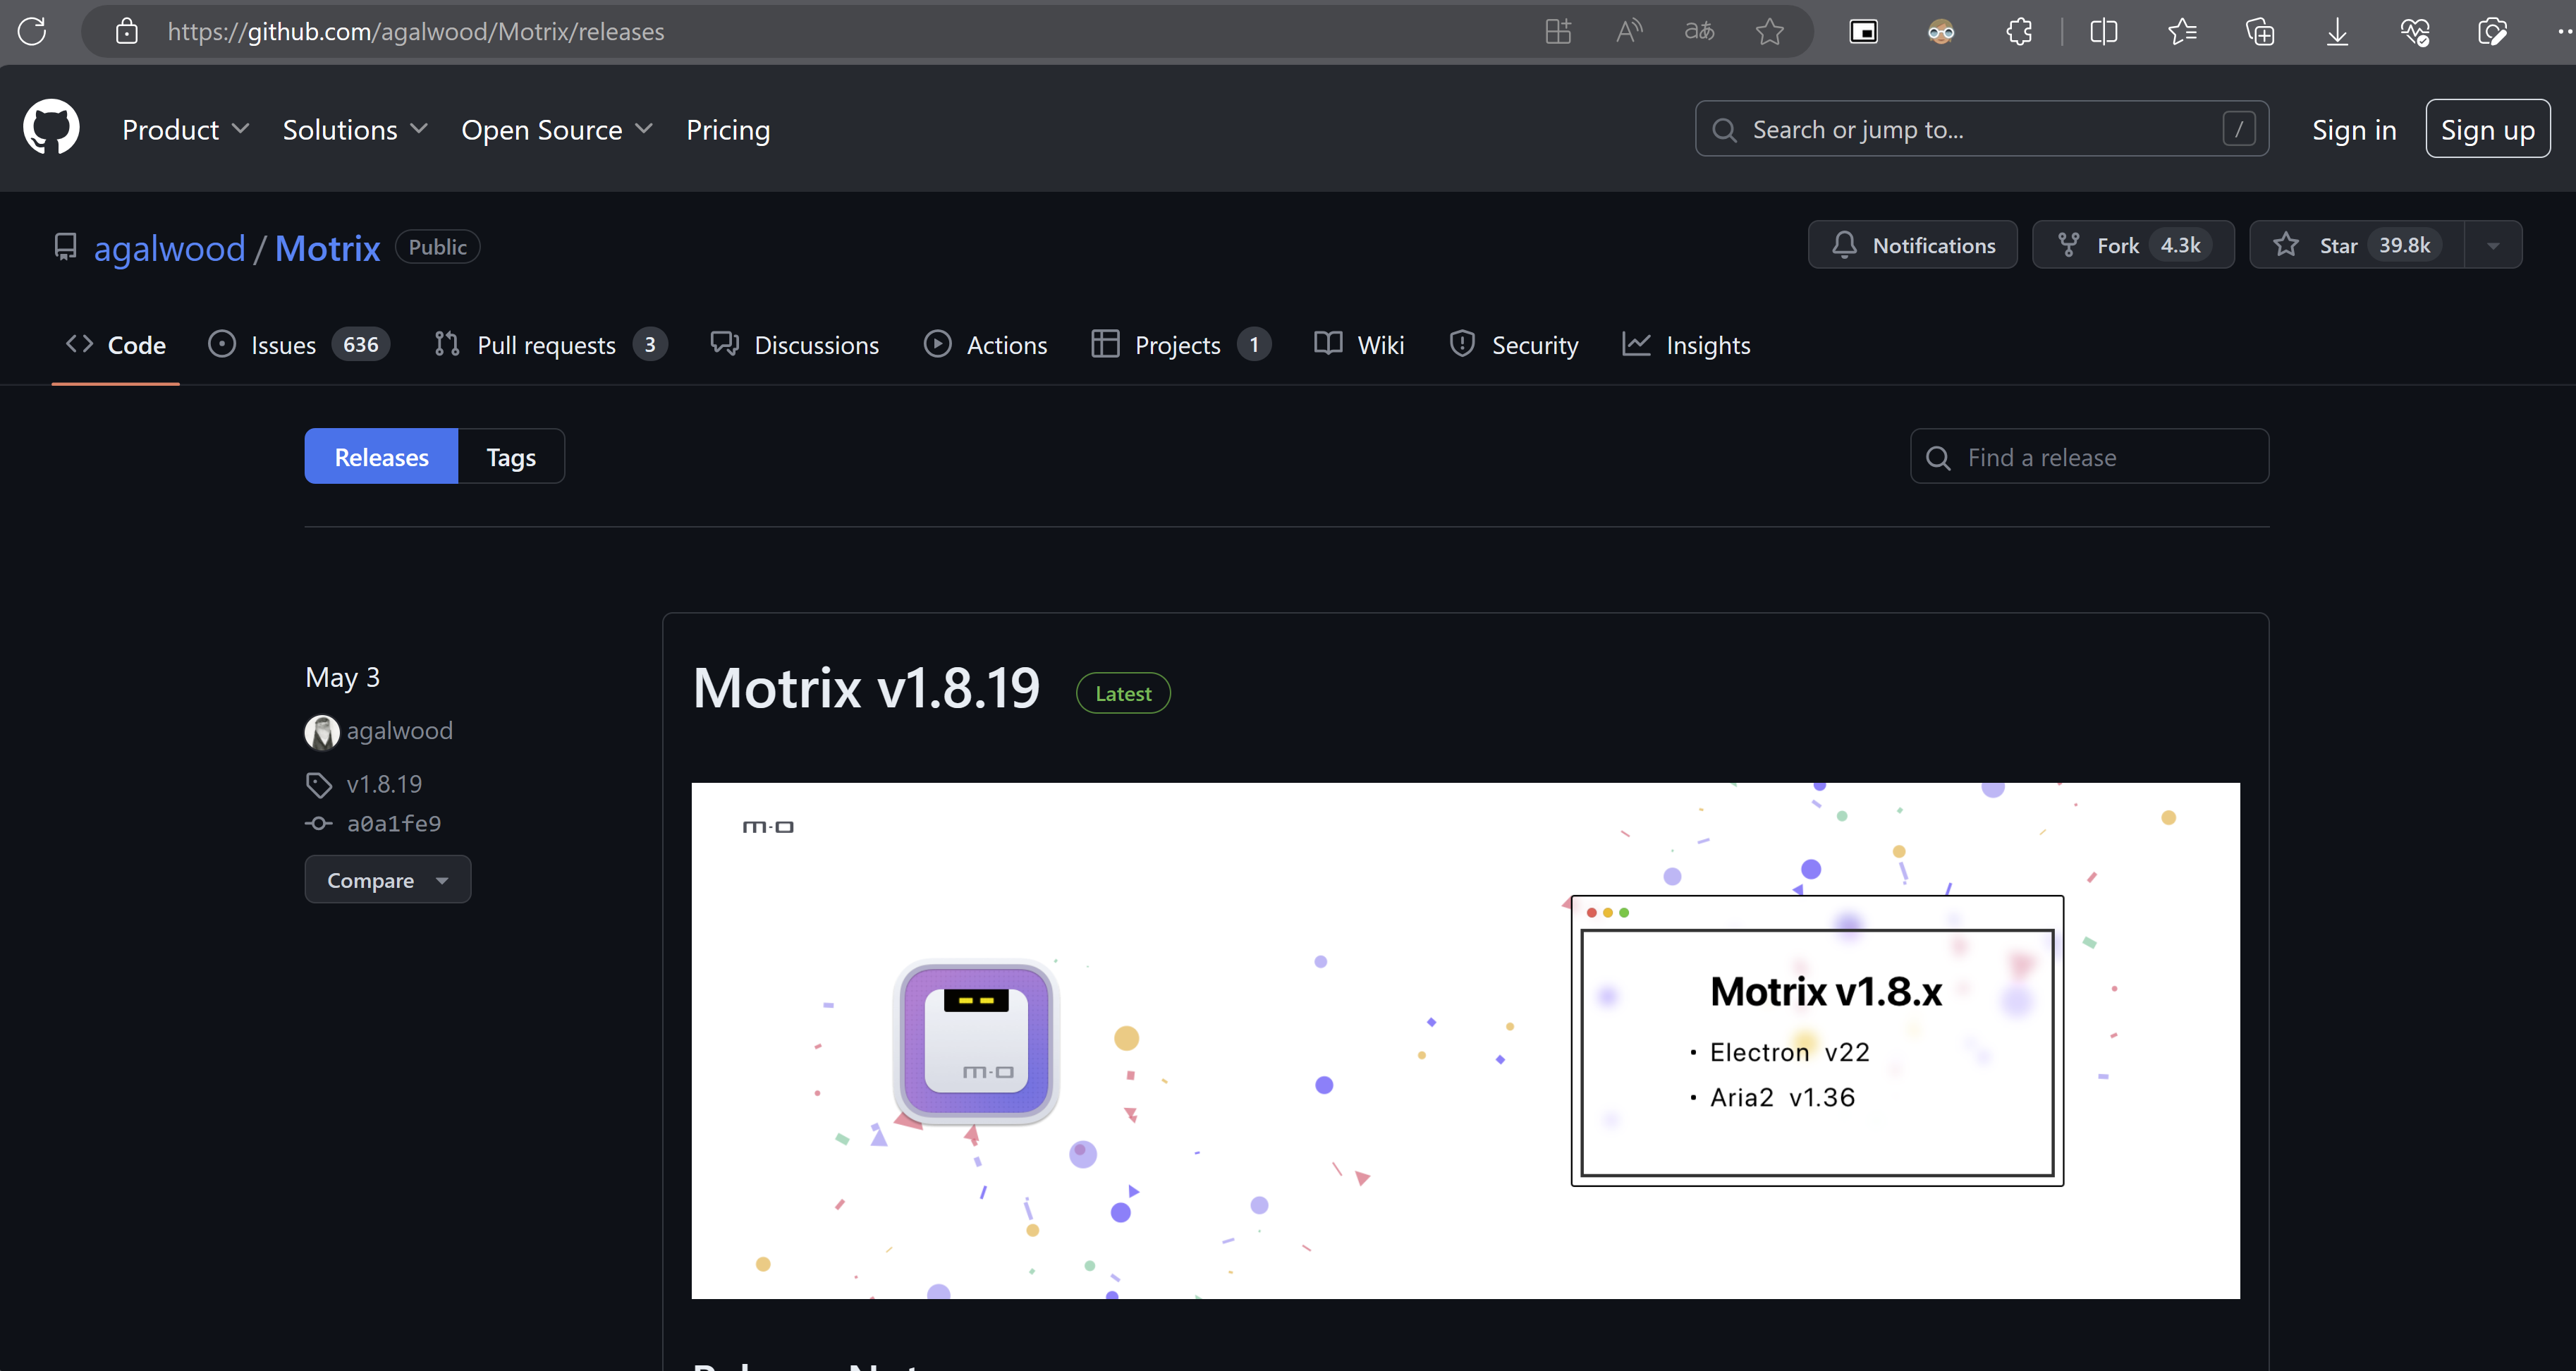 https://github.com/agalwood/Motrix/releases
Product Solutions Open Source Pricing Search or jump to... / Sign in Sign up
agalwood / Motrix Public Notifications Fork 4.3k Star 39.8k
Code Issues 636 Pull requests 3 Discussions Actions Projects 1 Wiki Security Insights
Releases Tags Find a release
May 3
agalwood
v1.8.19
a0a1fe9
Compare
Motrix v1.8.19 Latest
m·o
m·o
Motrix v1.8.x
• Electron v22
• Aria2 v1.36